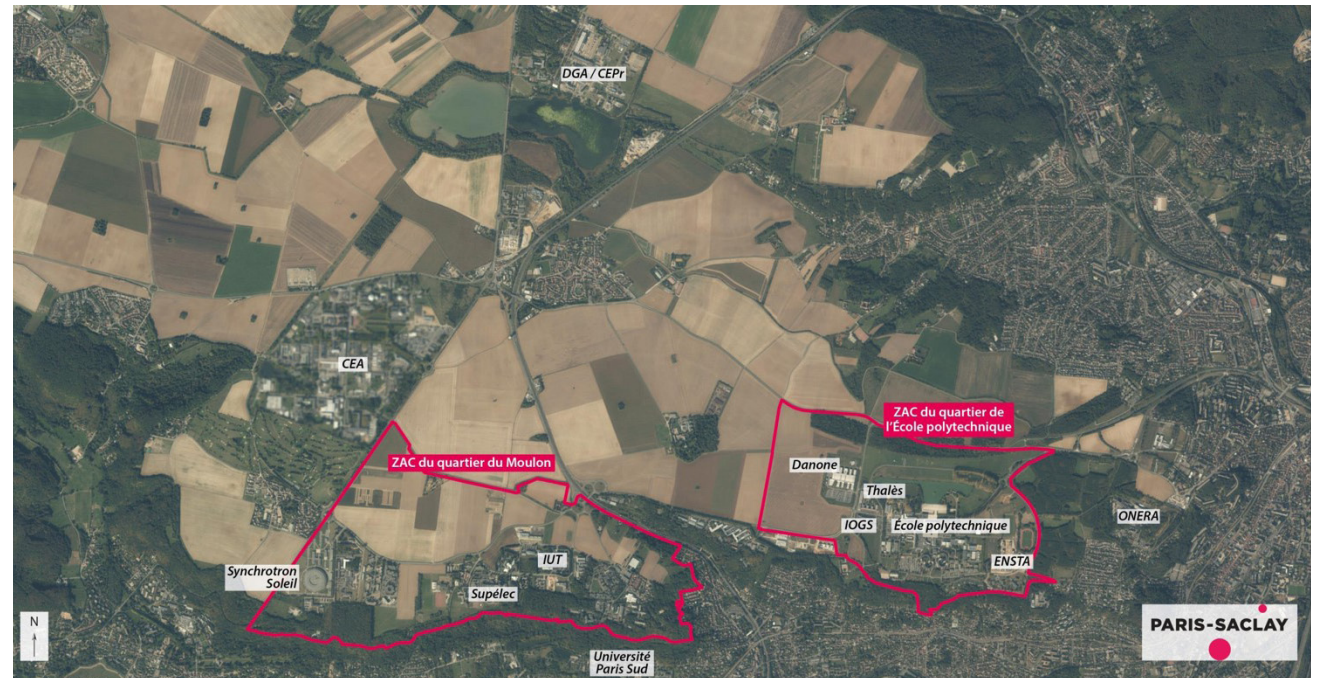 DGA / CEPr
CEA
ZAC du quartier de
l'École polytechnique
ZAC du quartier du Moulon
Danone
Thalès
IOGS
École polytechnique
ONERA
IUT
ENSTA
Synchrotron
Soleil
Supélec
N
PARIS-SACLAY
Université
Paris Sud